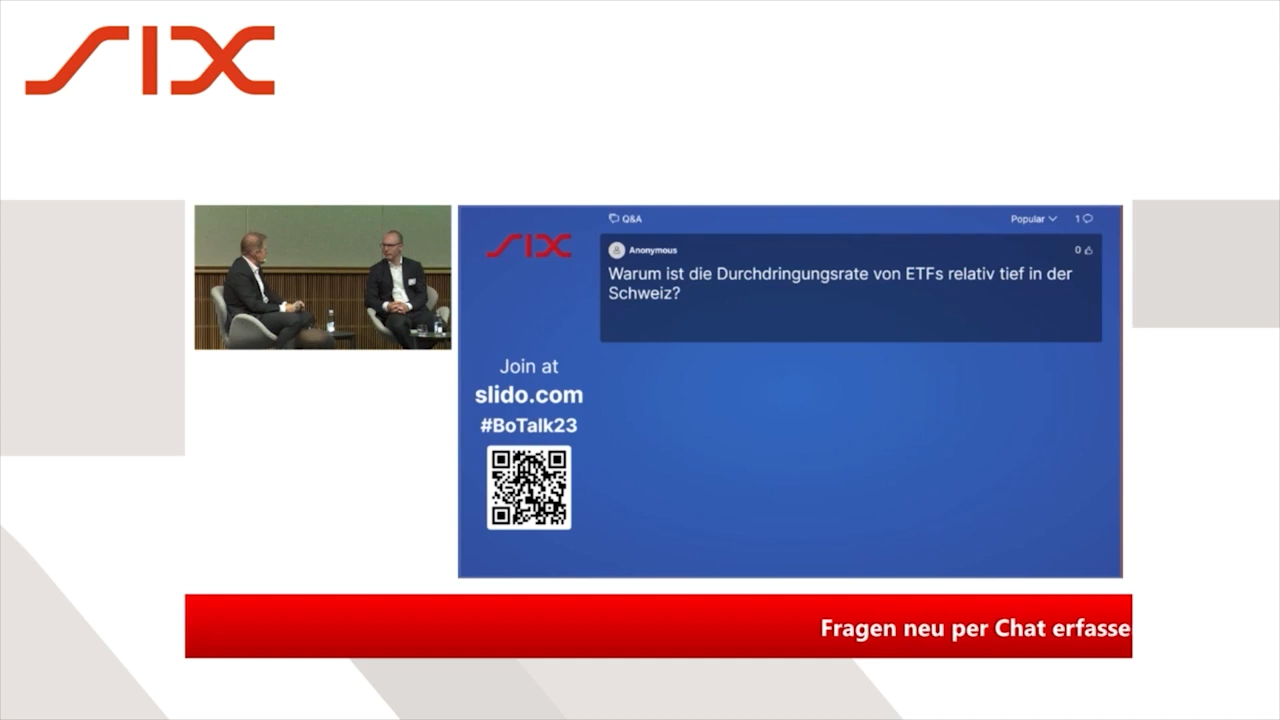 SIX
Q&A
Popular
1
SIX
Anonymous
0
Warum ist die Durchdringungsrate von ETFs relativ tief in der
Schweiz?
Join at
slido.com
#BoTalk23
Fragen neu per Chat erfasse